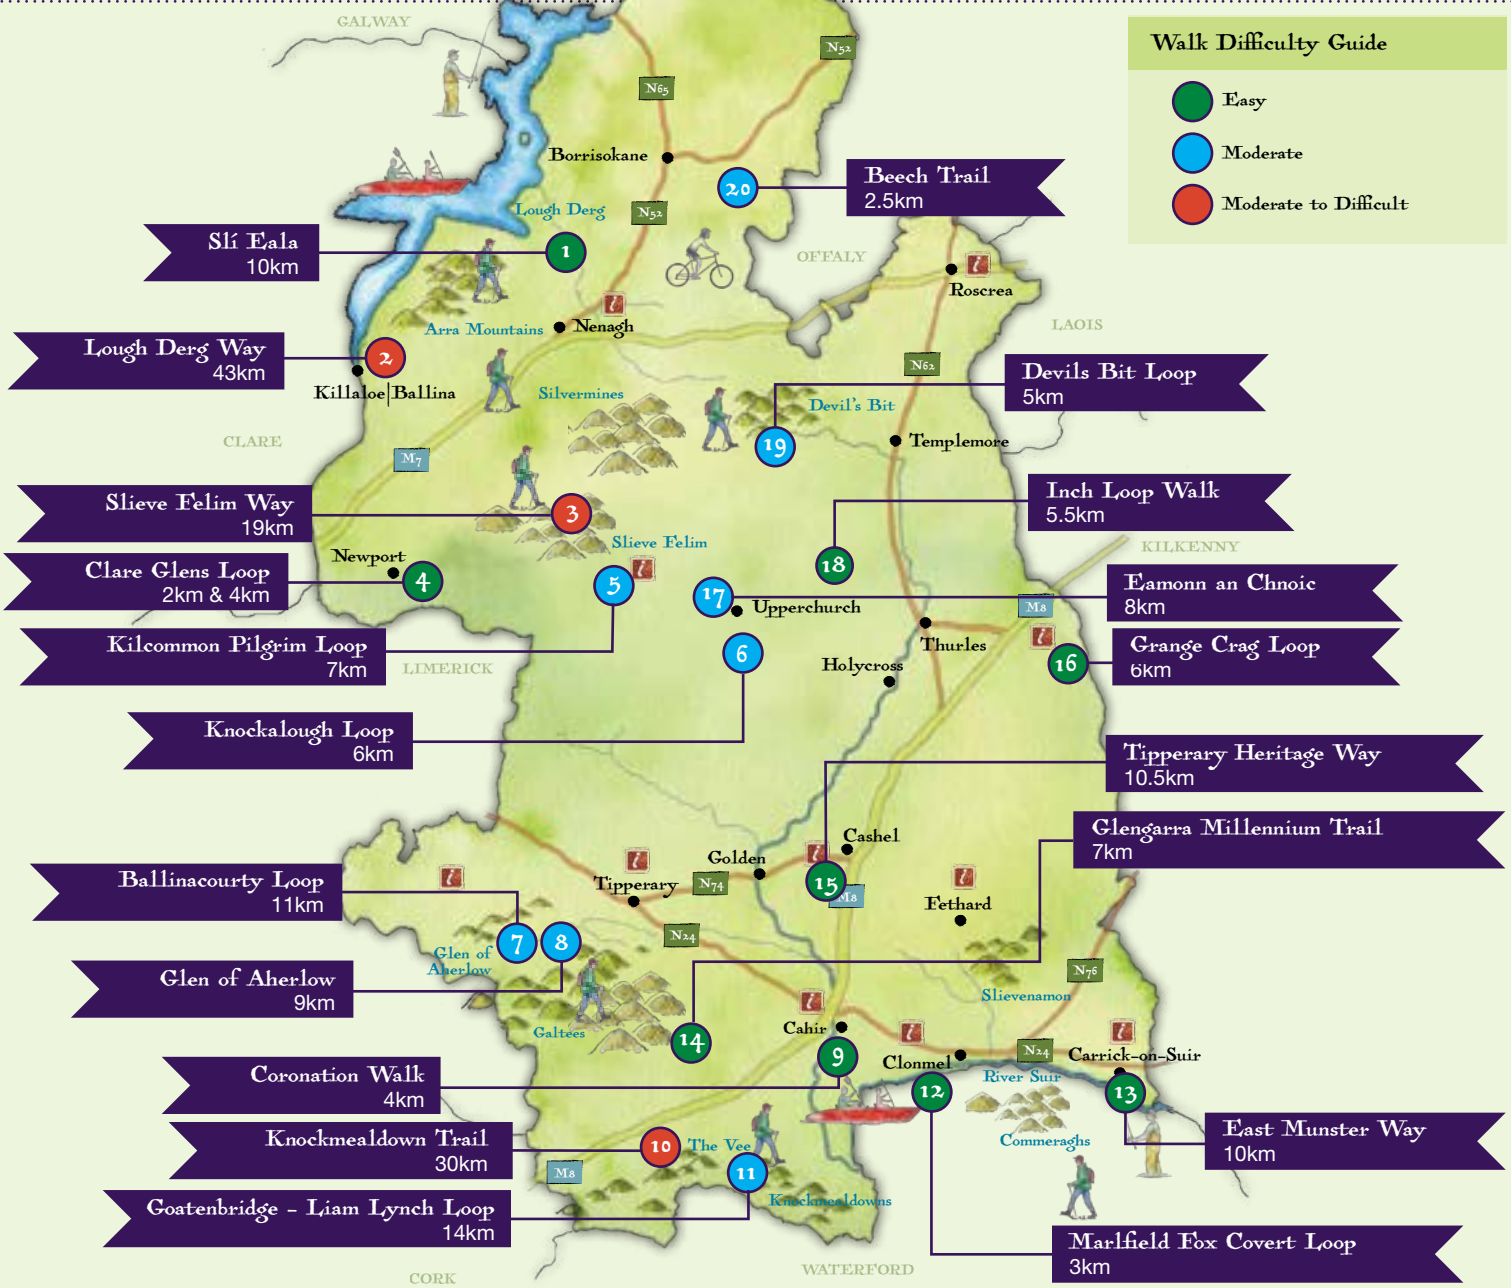 GALWAY
N52
Walk Difficulty Guide
Easy
Moderate
Moderate to Difficult
N65
Borrisokane
20
Beech Trail
2.5km
Lough Derg
N52
Slí Eala
10km
1
OFFALY
Roscrea
Arra Mountains
Nenagh
LAOIS
Lough Derg Way
43km
2
Killaloe|Ballina
N62
Devils Bit Loop
5km
Silvermines
Devil's Bit
CLARE
M7
19
Templemore
Slieve Felim Way
19km
3
Inch Loop Walk
5.5km
Slieve Felim
KILKENNY
Newport
Clare Glens Loop
2km & 4km
4
5
18
17
Upperchurch
Eamonn an Chnoic
8km
M8
Kilcommon Pilgrim Loop
7km
LIMERICK
6
Thurles
Holycross
16
Grange Crag Loop
6km
Knockalough Loop
6km
Tipperary Heritage Way
10.5km
Glengarra Millennium Trail
7km
Cashel
Golden
Ballinacourty Loop
11km
Tipperary
N74
15
M8
Fethard
7
8
Glen of
Aherlow
N24
Glen of Aherlow
9km
N76
Slievenamon
Galtees
14
Cahir
9
Clonmel
N24
Carrick-on-Suir
River Suir
12
13
Coronation Walk
4km
Commeraghs
East Munster Way
10km
Knockmealdown Trail
30km
10
The Vee
M8
11
Knockmealdowns
Goatenbridge - Liam Lynch Loop
14km
Marlfield Fox Covert Loop
3km
CORK
WATERFORD
i
i
i
i
i
i
i
i
i
i
i